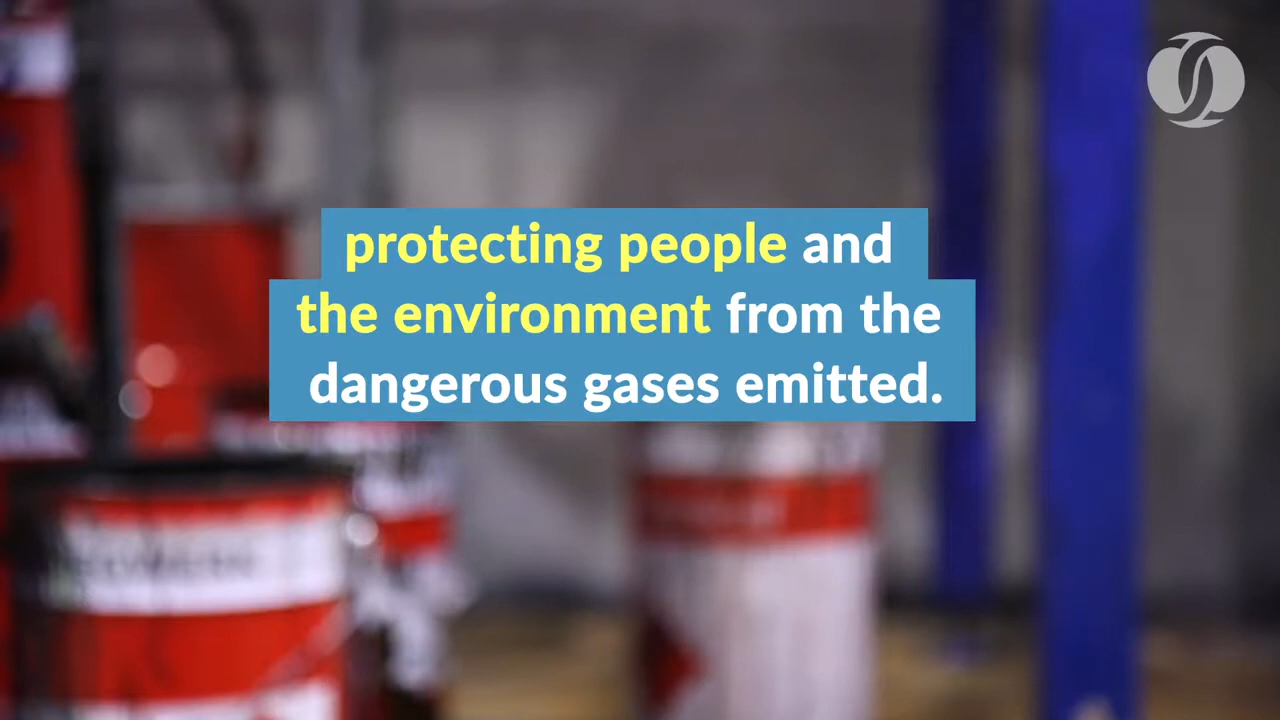 protecting people and
the environment from the
dangerous gases emitted.